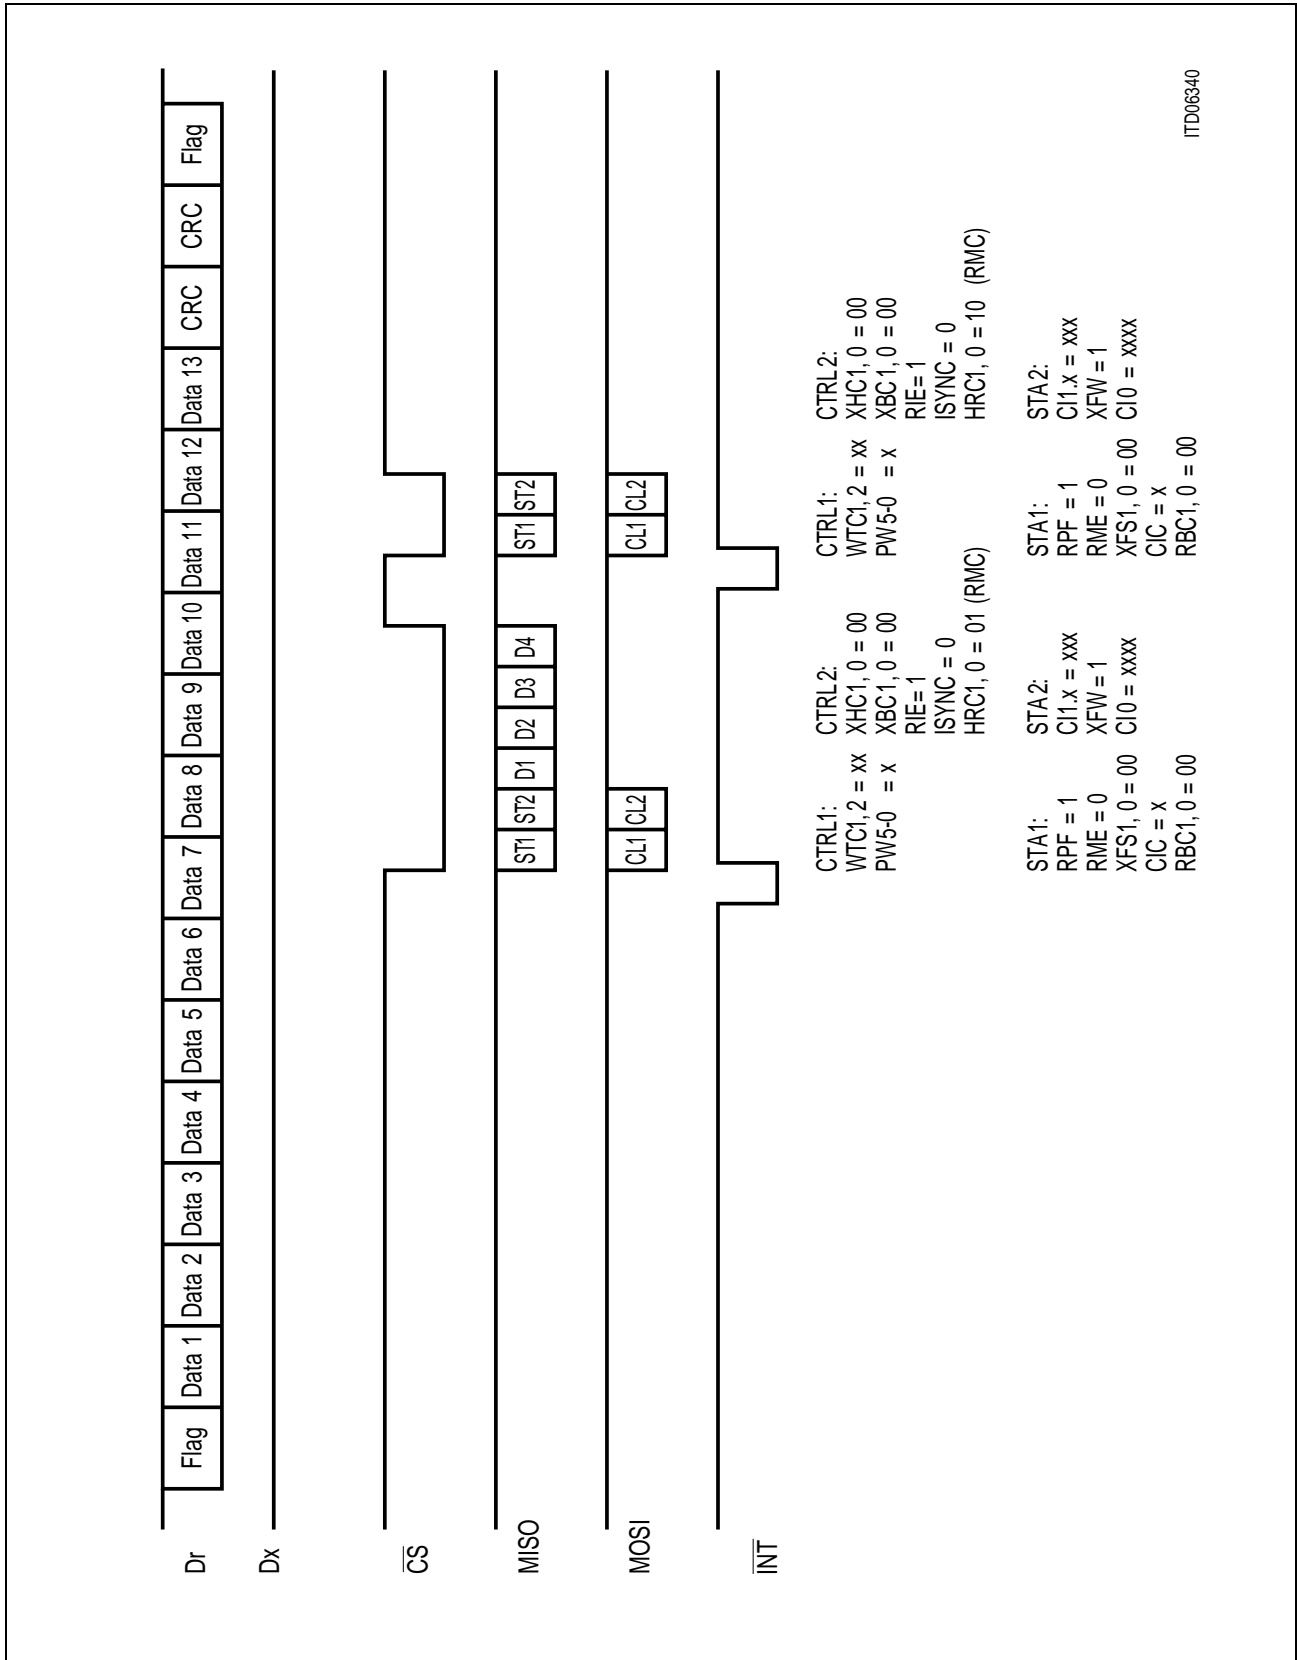 Dr
Flag Data 1 Data 2 Data 3 Data 4 Data 5 Data 6 Data 7 Data 8 Data 9 Data 10 Data 11 Data 12 Data 13 CRC CRC Flag
Dx
CS
MISO
ST1 ST2 D1 D2 D3 D4 ST1 ST2
MOSI
CL1 CL2 CL1 CL2
INT
CTRL1:
WTC1, 2 = xx
PW5-0 = x
CTRL2:
XHC1, 0 = 00
XBC1, 0 = 00
RIE= 1
ISYNC = 0
HRC1, 0 = 01 (RMC)
CTRL1:
WTC1, 2 = xx
PW5-0 = x
CTRL2:
XHC1, 0 = 00
XBC1, 0 = 00
RIE= 1
ISYNC = 0
HRC1, 0 = 10 (RMC)
STA1:
RPF = 1
RME = 0
XFS1, 0 = 00
CIC = x
RBC1, 0 = 00
STA2:
CI1.x = xxx
XFW = 1
CI0 = xxxx
STA1:
RPF = 1
RME = 0
XFS1, 0 = 00
CIC = x
RBC1, 0 = 00
STA2:
CI1.x = xxx
XFW = 1
CI0 = xxxx
ITD06340